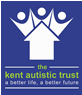 the
kent autistic trust
a better life, a better future